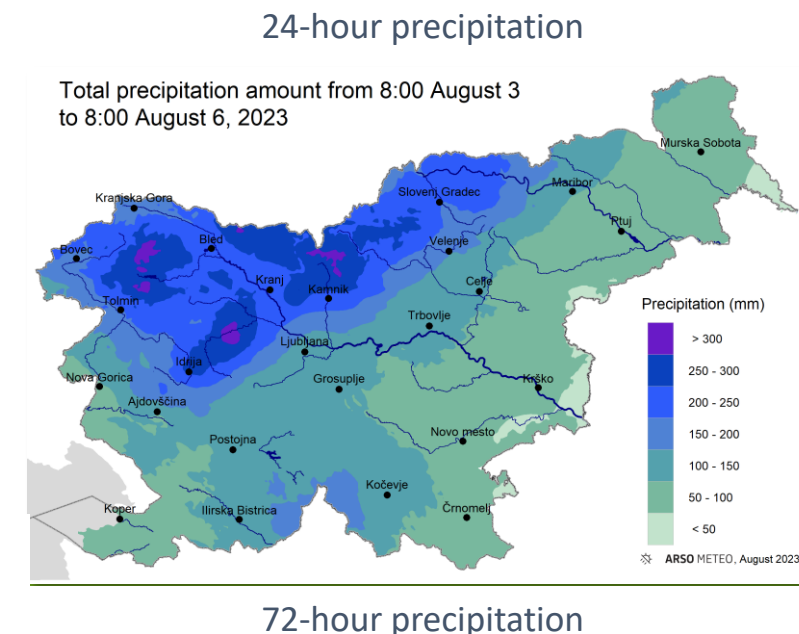 24-hour precipitation
Total precipitation amount from 8:00 August 3
to 8:00 August 6, 2023
Murska Sobota
Kranjska Gora
Slovenj Gradec
Maribor
Ptuj
Bled
Velenje
Bovec
Kranj
Kamnik
Celje
Tolmin
Trbovlje
Ljubljana
Idrija
Nova Gorica
Grosuplje
Krško
Ajdovščina
Postojna
Novo mesto
Kočevje
Koper
Ilirska Bistrica
Črnomelj
Precipitation (mm)
> 300
250 - 300
200 - 250
150 - 200
100 - 150
50 - 100
< 50
ARSO METEO, August 2023
72-hour precipitation